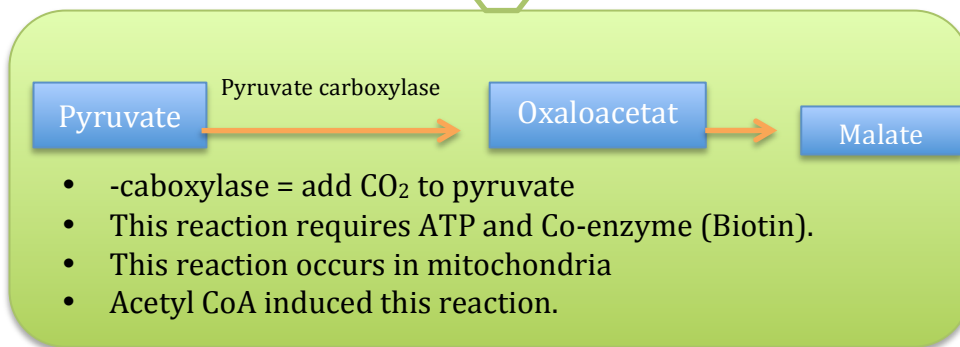 Pyruvate carboxylase
Pyruvate
Oxaloacetat
Malate
• -caboxylase = add CO₂ to pyruvate
• This reaction requires ATP and Co-enzyme (Biotin).
• This reaction occurs in mitochondria
• Acetyl CoA induced this reaction.